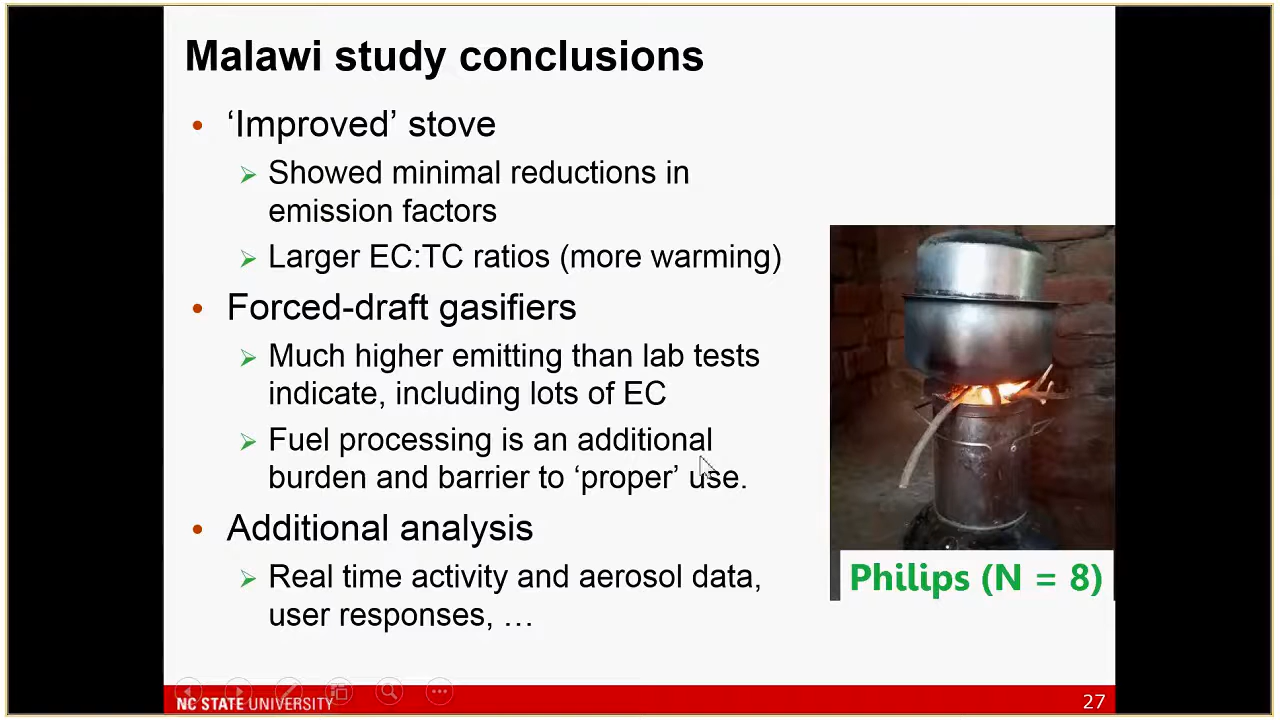 Malawi study conclusions
• ‘Improved’ stove
➢ Showed minimal reductions in
emission factors
➢ Larger EC:TC ratios (more warming)
• Forced-draft gasifiers
➢ Much higher emitting than lab tests
indicate, including lots of EC
➢ Fuel processing is an additional
burden and barrier to ‘proper’ use.
• Additional analysis
➢ Real time activity and aerosol data,
user responses, …
Philips (N = 8)
NC STATE UNIVERSITY
27